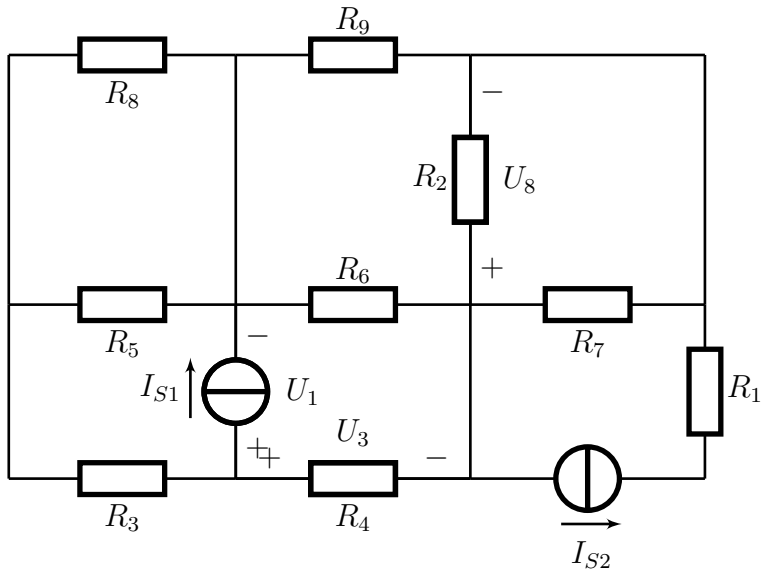 R9
R8
−
R2 U8
+
R6
R5
−
R7
IS1 U1
R1
U3
+
+ −
R3
R4
IS2